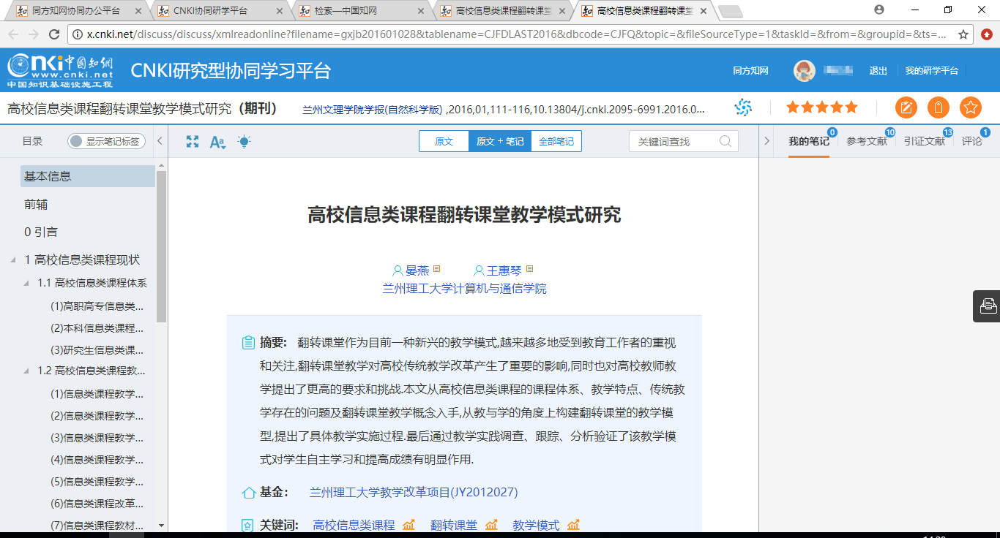 同方知网协同办公平台
CNKI协同研学平台
检索—中国知网
高校信息类课程翻转课堂
高校信息类课程翻转课堂
x.cnki.net/discuss/discuss/xmlreadonline?filename=gxjb201601028&tablename=CJFDLAST2016&dbcode=CJFQ&topic=&fileSourceType=1&taskId=&from=&groupid=&ts=...
Cnki中国知網
www.cnki.net
中国知识基础设施工程
CNKI研究型协同学习平台
同方知网
退出
我的研学平台
高校信息类课程翻转课堂教学模式研究（期刊）
兰州文理学院学报(自然科学版) ,2016,01,111-116,10.13804/j.cnki.2095-6991.2016.0...
目录
显示笔记标签
Aa
原文
原文 + 笔记
全部笔记
关键词查找
我的笔记 0
参考文献 10
引证文献 13
评论 1
基本信息
前辅
0 引言
1 高校信息类课程现状
1.1 高校信息类课程体系
(1)高职高专信息类...
(2)本科信息类课程...
(3)研究生信息类课...
1.2 高校信息类课程教...
(1)信息类课程教学...
(2)信息类课程教学...
(3)信息类课程教学...
(4)信息类课程教学...
(5)信息类课程教学...
(6)信息类课程改革...
(7)信息类课程教材...
高校信息类课程翻转课堂教学模式研究
晏燕 王惠琴
兰州理工大学计算机与通信学院
摘要: 翻转课堂作为目前一种新兴的教学模式,越来越多地受到教育工作者的重视
和关注,翻转课堂教学对高校传统教学改革产生了重要的影响,同时也对高校教师教
学提出了更高的要求和挑战.本文从高校信息类课程的课程体系、教学特点、传统教
学存在的问题及翻转课堂教学概念入手,从教与学的角度上构建翻转课堂的教学模
型,提出了具体教学实施过程.最后通过教学实践调查、跟踪、分析验证了该教学模
式对学生自主学习和提高成绩有明显作用.
基金: 兰州理工大学教学改革项目(JY2012027)
关键词: 高校信息类课程 翻转课堂 教学模式